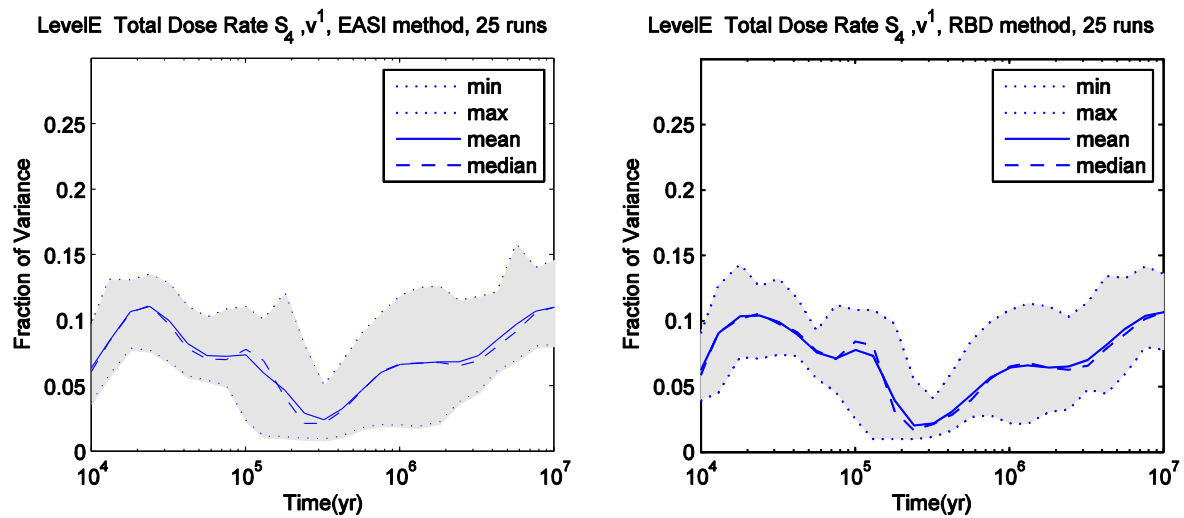 LevelE Total Dose Rate S4 ,v1, EASI method, 25 runs
min
max
mean
median
0.25
0.2
0.15
0.1
0.05
0
Fraction of Variance
10^4
10^5
10^6
10^7
Time(yr)
LevelE Total Dose Rate S4 ,v1, RBD method, 25 runs
min
max
mean
median
0.25
0.2
0.15
0.1
0.05
0
Fraction of Variance
10^4
10^5
10^6
10^7
Time(yr)